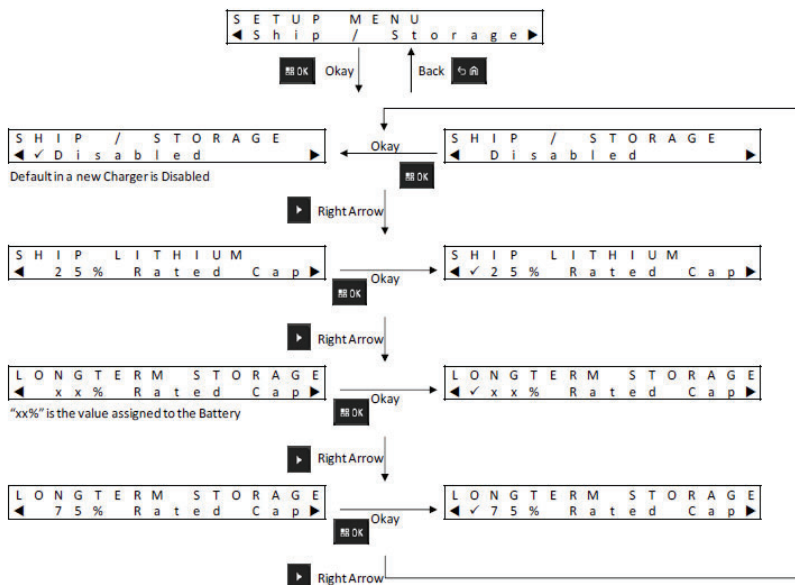 SETUP MENU
◀Ship / Storage▶
OK Okay Back
SHIP / STORAGE
◀✓Disabled ▶
Okay
OK
SHIP / STORAGE
◀ Disabled ▶
Default in a new Charger is Disabled
Right Arrow
SHIP LITHIUM
◀ 25% Rated Cap▶
Okay
OK
SHIP LITHIUM
◀✓25% Rated Cap▶
Right Arrow
LONGTERM STORAGE
◀ xx% Rated Cap▶
Okay
OK
LONGTERM STORAGE
◀✓xx% Rated Cap▶
"xx%" is the value assigned to the Battery
Right Arrow
LONGTERM STORAGE
◀ 75% Rated Cap▶
Okay
OK
LONGTERM STORAGE
◀✓75% Rated Cap▶
Right Arrow